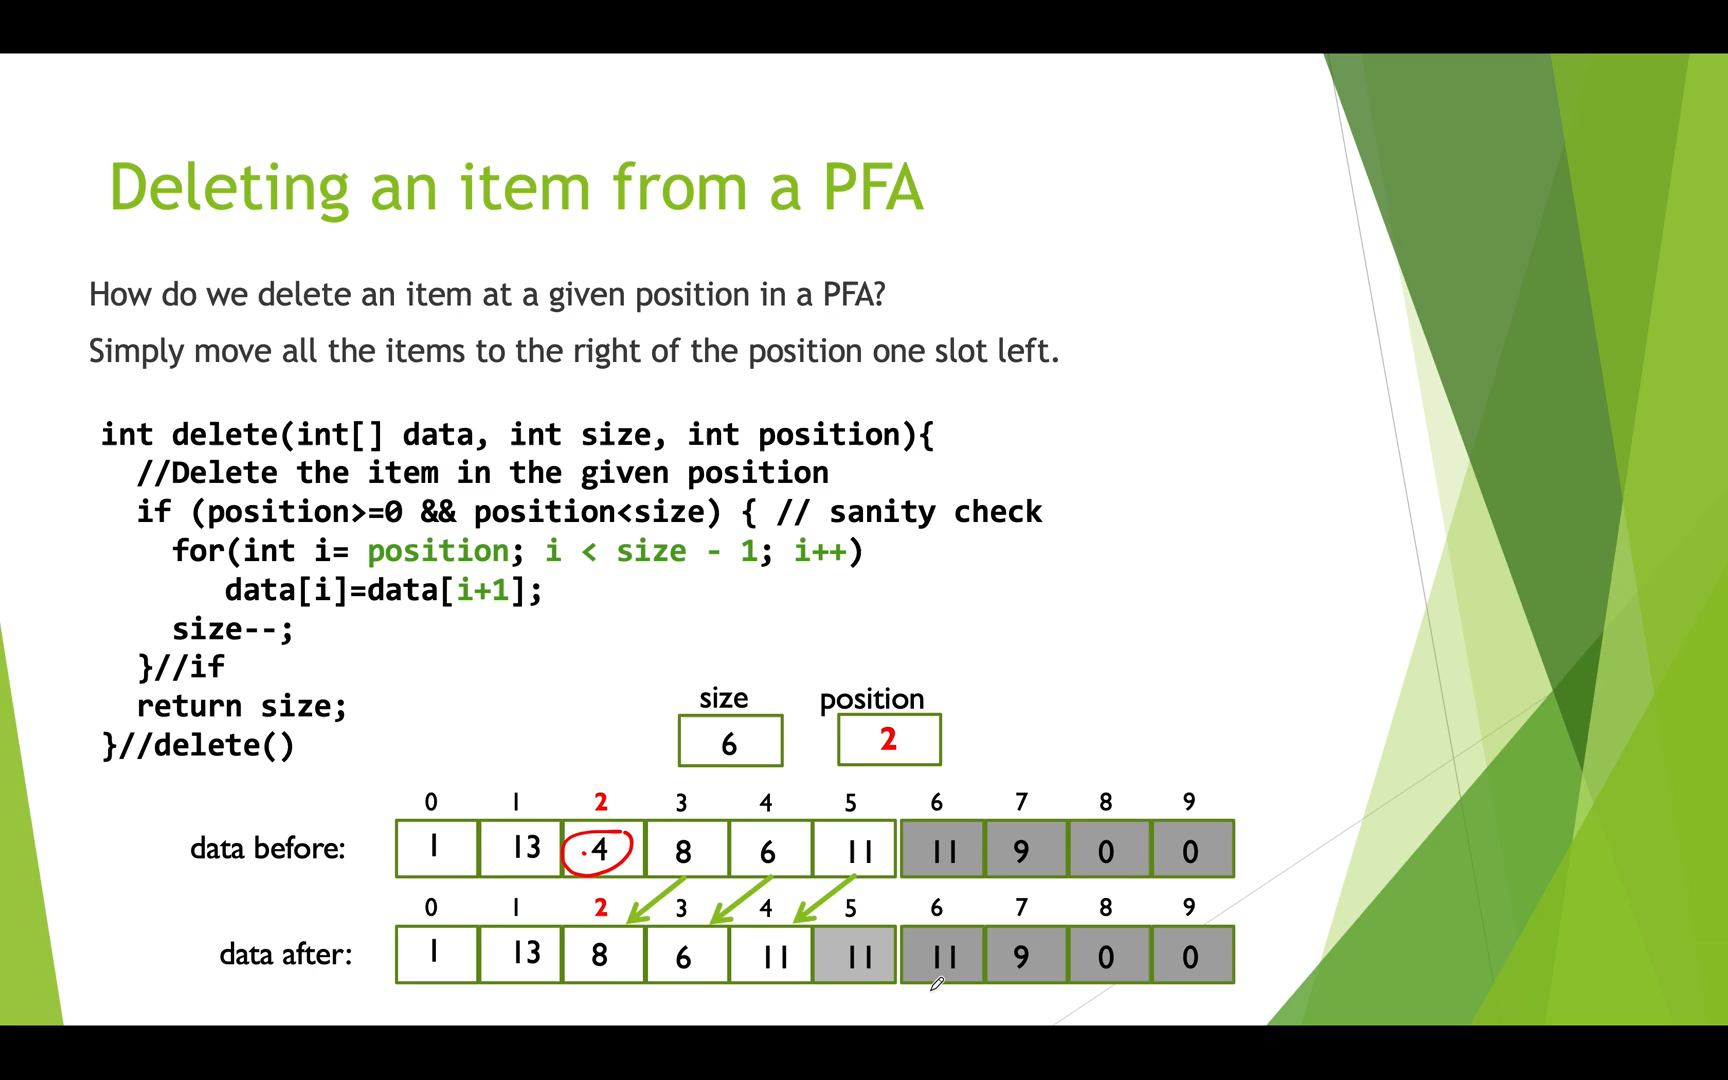 Deleting an item from a PFA
How do we delete an item at a given position in a PFA?
Simply move all the items to the right of the position one slot left.
int delete(int[] data, int size, int position){
//Delete the item in the given position
if (position>=0 && position<size) { // sanity check
for(int i= position; i < size - 1; i++)
data[i]=data[i+1];
size--;
}//if
return size;
}//delete()
size position
6 2
0 1 2 3 4 5 6 7 8 9
data before: 1 13 4 8 6 11 11 9 0 0
0 1 2 3 4 5 6 7 8 9
data after: 1 13 8 6 11 11 11 9 0 0